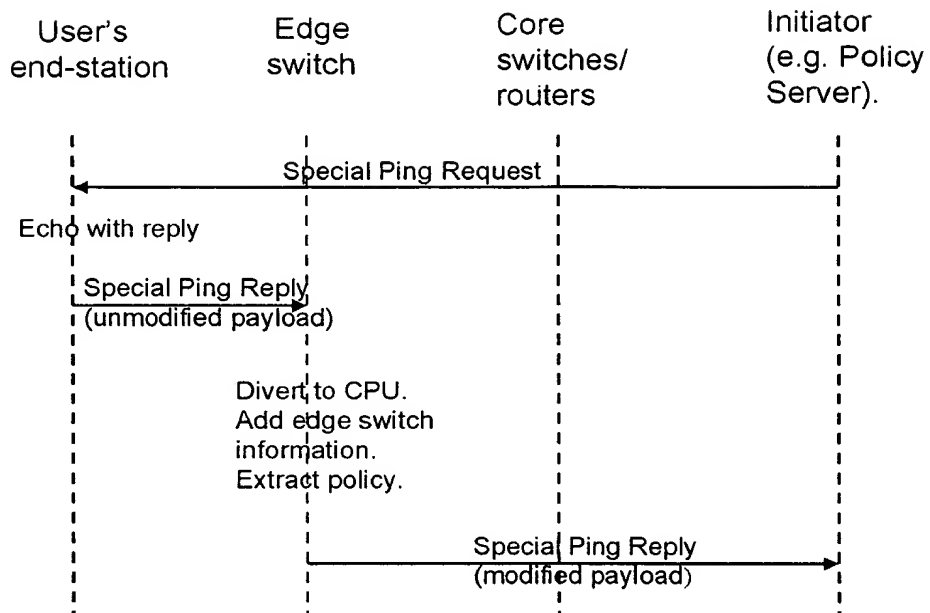 User's
end-station
Edge
switch
Core
switches/
routers
Initiator
(e.g. Policy
Server).
Special Ping Request
Echo with reply
Special Ping Reply
(unmodified payload)
Divert to CPU.
Add edge switch
information.
Extract policy.
Special Ping Reply
(modified payload)